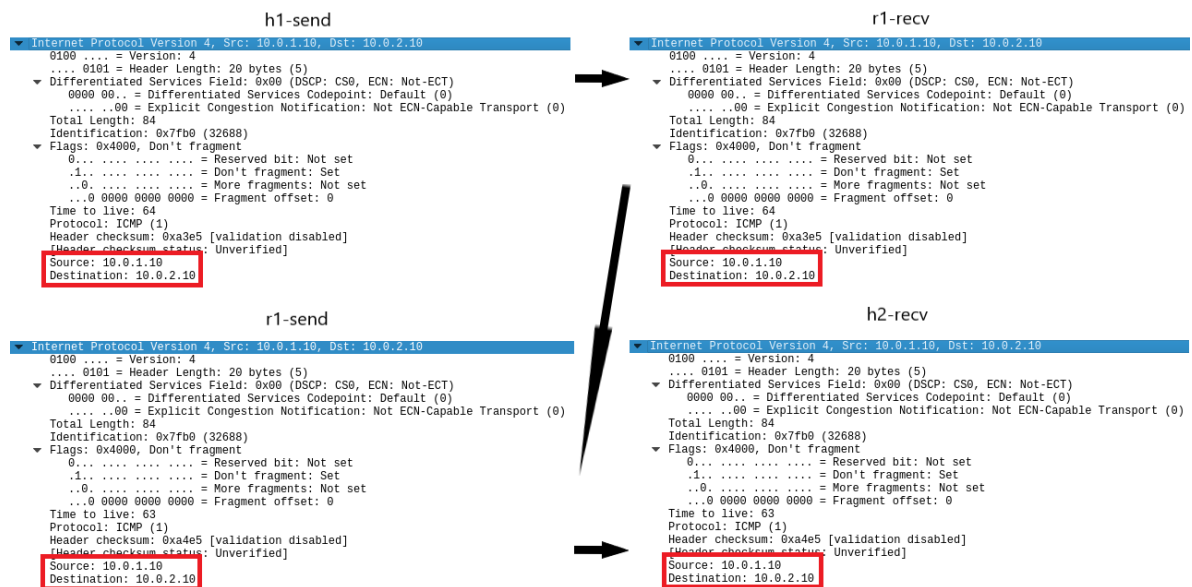 h1-send
Internet Protocol Version 4, Src: 10.0.1.10, Dst: 10.0.2.10
0100 .... = Version: 4
.... 0101 = Header Length: 20 bytes (5)
Differentiated Services Field: 0x00 (DSCP: CS0, ECN: Not-ECT)
0000 00.. = Differentiated Services Codepoint: Default (0)
.... ..00 = Explicit Congestion Notification: Not ECN-Capable Transport (0)
Total Length: 84
Identification: 0x7fb0 (32688)
Flags: 0x4000, Don't fragment
0... .... .... .... = Reserved bit: Not set
.1.. .... .... .... = Don't fragment: Set
..0. .... .... .... = More fragments: Not set
...0 0000 0000 0000 = Fragment offset: 0
Time to live: 64
Protocol: ICMP (1)
Header checksum: 0xa3e5 [validation disabled]
[Header checksum status: Unverified]
Source: 10.0.1.10
Destination: 10.0.2.10
r1-recv
Internet Protocol Version 4, Src: 10.0.1.10, Dst: 10.0.2.10
0100 .... = Version: 4
.... 0101 = Header Length: 20 bytes (5)
Differentiated Services Field: 0x00 (DSCP: CS0, ECN: Not-ECT)
0000 00.. = Differentiated Services Codepoint: Default (0)
.... ..00 = Explicit Congestion Notification: Not ECN-Capable Transport (0)
Total Length: 84
Identification: 0x7fb0 (32688)
Flags: 0x4000, Don't fragment
0... .... .... .... = Reserved bit: Not set
.1.. .... .... .... = Don't fragment: Set
..0. .... .... .... = More fragments: Not set
...0 0000 0000 0000 = Fragment offset: 0
Time to live: 64
Protocol: ICMP (1)
Header checksum: 0xa3e5 [validation disabled]
[Header checksum status: Unverified]
Source: 10.0.1.10
Destination: 10.0.2.10
r1-send
Internet Protocol Version 4, Src: 10.0.1.10, Dst: 10.0.2.10
0100 .... = Version: 4
.... 0101 = Header Length: 20 bytes (5)
Differentiated Services Field: 0x00 (DSCP: CS0, ECN: Not-ECT)
0000 00.. = Differentiated Services Codepoint: Default (0)
.... ..00 = Explicit Congestion Notification: Not ECN-Capable Transport (0)
Total Length: 84
Identification: 0x7fb0 (32688)
Flags: 0x4000, Don't fragment
0... .... .... .... = Reserved bit: Not set
.1.. .... .... .... = Don't fragment: Set
..0. .... .... .... = More fragments: Not set
...0 0000 0000 0000 = Fragment offset: 0
Time to live: 63
Protocol: ICMP (1)
Header checksum: 0xa4e5 [validation disabled]
[Header checksum status: Unverified]
Source: 10.0.1.10
Destination: 10.0.2.10
h2-recv
Internet Protocol Version 4, Src: 10.0.1.10, Dst: 10.0.2.10
0100 .... = Version: 4
.... 0101 = Header Length: 20 bytes (5)
Differentiated Services Field: 0x00 (DSCP: CS0, ECN: Not-ECT)
0000 00.. = Differentiated Services Codepoint: Default (0)
.... ..00 = Explicit Congestion Notification: Not ECN-Capable Transport (0)
Total Length: 84
Identification: 0x7fb0 (32688)
Flags: 0x4000, Don't fragment
0... .... .... .... = Reserved bit: Not set
.1.. .... .... .... = Don't fragment: Set
..0. .... .... .... = More fragments: Not set
...0 0000 0000 0000 = Fragment offset: 0
Time to live: 63
Protocol: ICMP (1)
Header checksum: 0xa4e5 [validation disabled]
[Header checksum status: Unverified]
Source: 10.0.1.10
Destination: 10.0.2.10